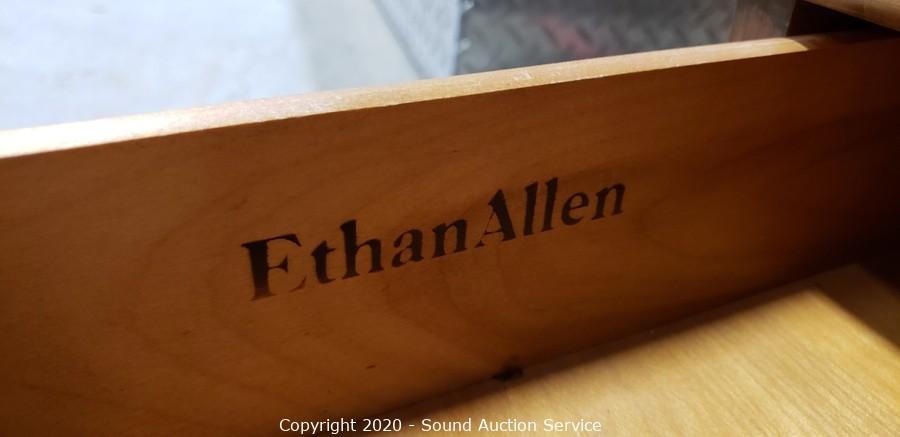 EthanAllen
Copyright 2020 - Sound Auction Service